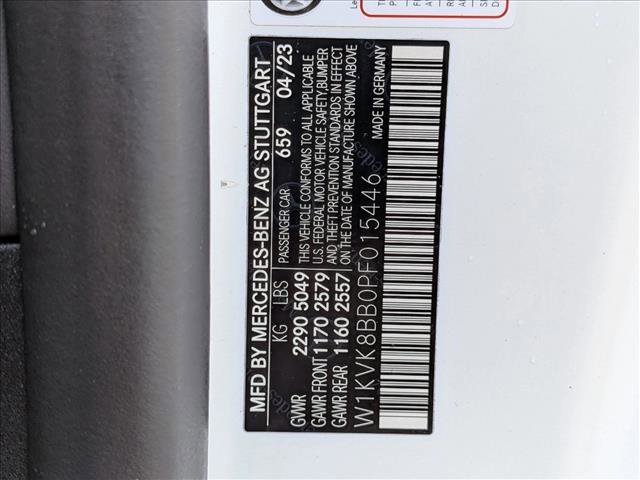 MFD BY MERCEDES-BENZ AG STUTTGART
KG LBS PASSENGER CAR 659 04/23
GVWR 2290 5049 THIS VEHICLE CONFORMS TO ALL APPLICABLE
GAWR FRONT 1170 2579 U.S. FEDERAL MOTOR VEHICLE SAFETY,BUMPER
GAWR REAR 1160 2557 AND THEFT PREVENTION STANDARDS IN EFFECT
ON THE DATE OF MANUFACTURE SHOWN ABOVE
W1KVK8BB0PF015446 MADE IN GERMANY